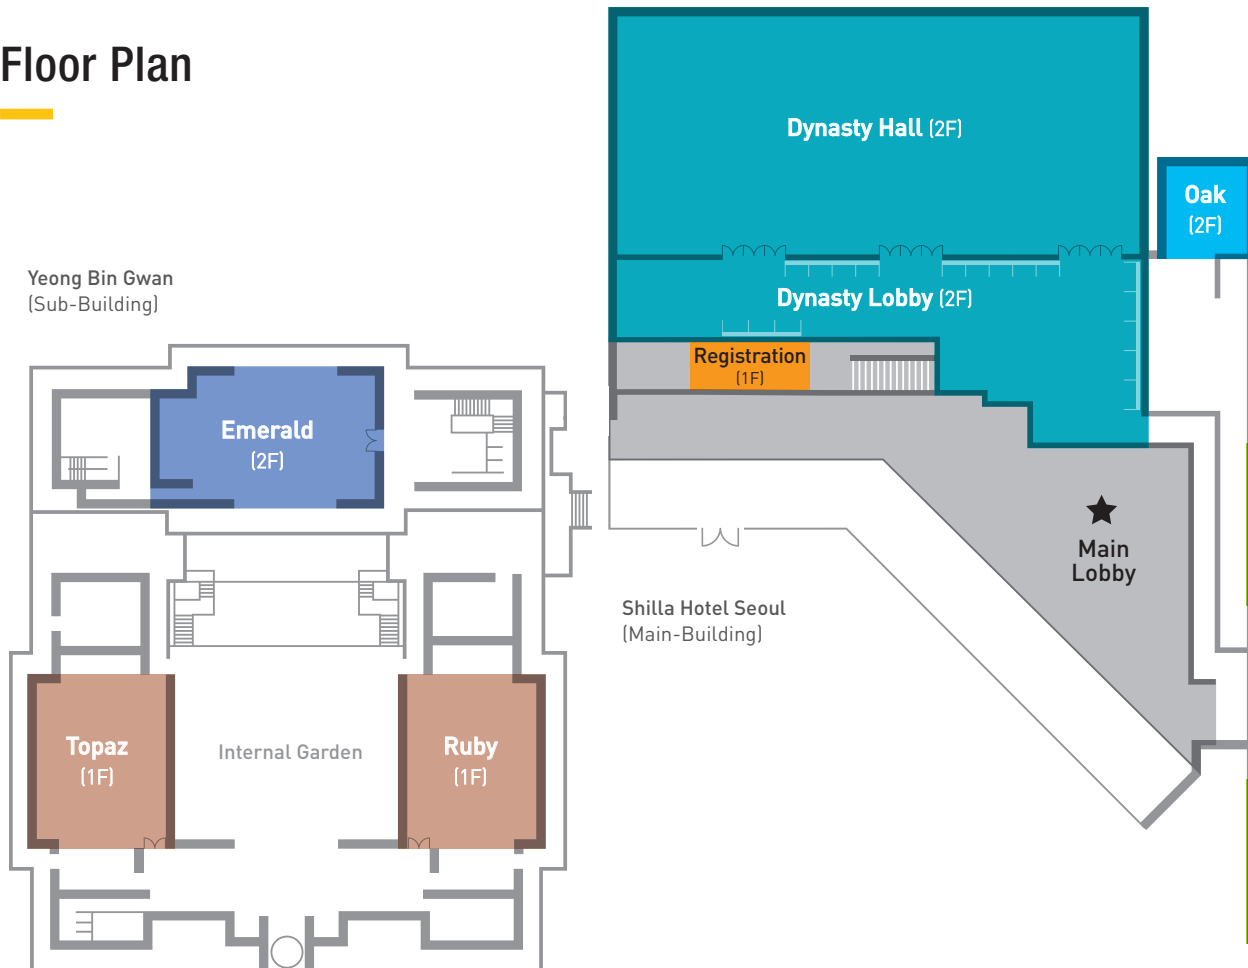 Floor Plan
Dynasty Hall (2F)
Oak
(2F)
Yeong Bin Gwan
(Sub-Building)
Dynasty Lobby (2F)
Registration
(1F)
Emerald
(2F)
Main
Lobby
Shilla Hotel Seoul
(Main-Building)
Topaz
(1F)
Internal Garden
Ruby
(1F)